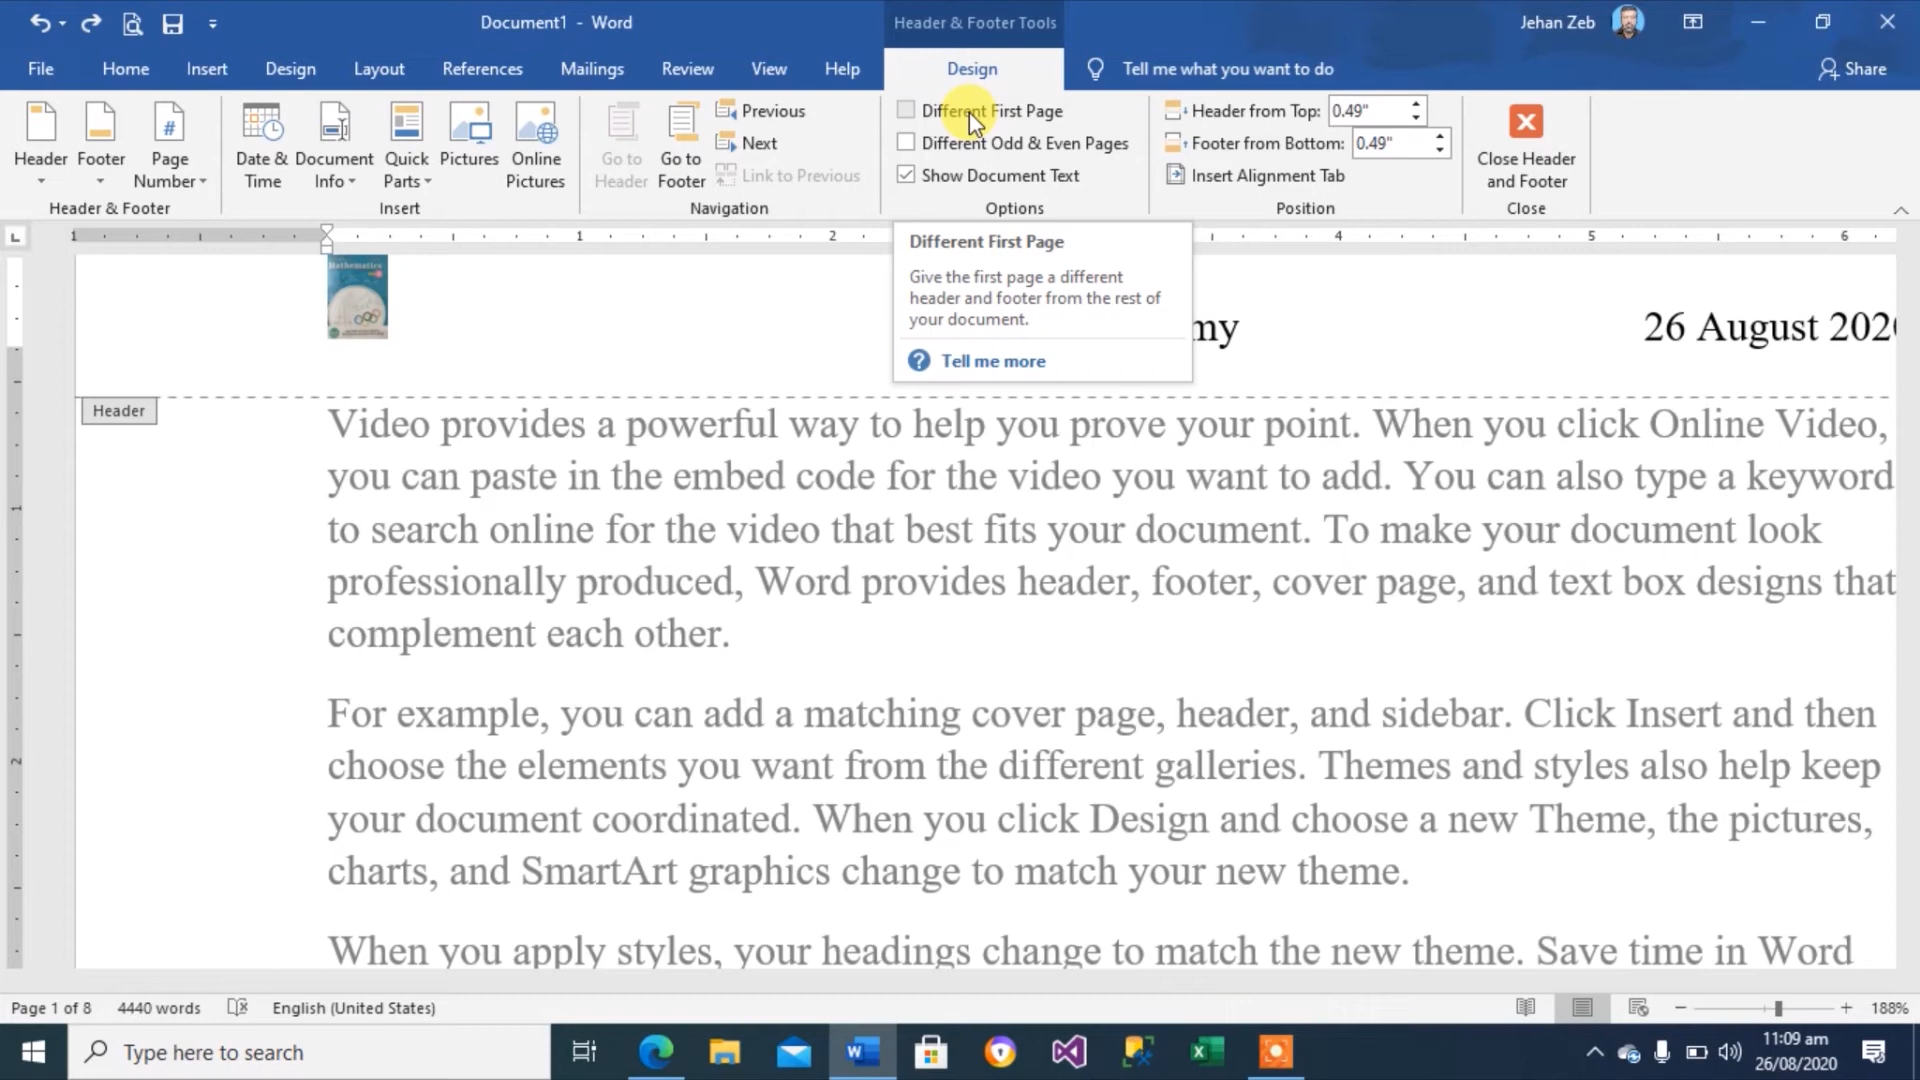 Document1 - Word
Header & Footer Tools
Jehan Zeb
File
Home
Insert
Design
Layout
References
Mailings
Review
View
Help
Design
Tell me what you want to do
Share
Header
Footer
Page
Number
Header & Footer
Date &
Time
Document
Info
Quick
Parts
Pictures
Online
Pictures
Insert
Go to
Header
Go to
Footer
Previous
Next
Link to Previous
Navigation
Different First Page
Different Odd & Even Pages
Show Document Text
Options
Header from Top: 0.49"
Footer from Bottom: 0.49"
Insert Alignment Tab
Position
Close Header
and Footer
Close
1 1 2 4 5 6
Different First Page
Give the first page a different
header and footer from the rest of
your document.
Tell me more
Mathematics
my
26 August 2020
Header
Video provides a powerful way to help you prove your point. When you click Online Video,
you can paste in the embed code for the video you want to add. You can also type a keyword
to search online for the video that best fits your document. To make your document look
professionally produced, Word provides header, footer, cover page, and text box designs that
complement each other.
For example, you can add a matching cover page, header, and sidebar. Click Insert and then
choose the elements you want from the different galleries. Themes and styles also help keep
your document coordinated. When you click Design and choose a new Theme, the pictures,
charts, and SmartArt graphics change to match your new theme.
When you apply styles, your headings change to match the new theme. Save time in Word
1
2
Page 1 of 8
4440 words
English (United States)
188%
Type here to search
11:09 am
26/08/2020